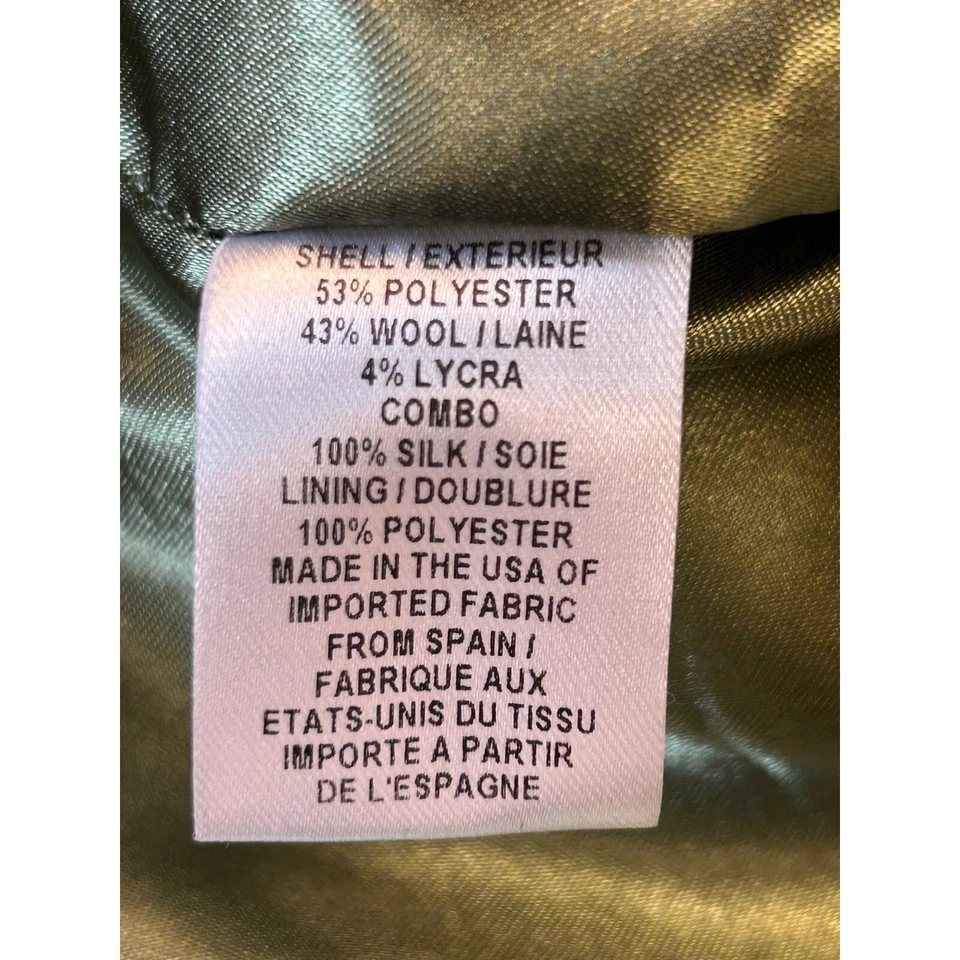 SHELL / EXTERIEUR
53% POLYESTER
43% WOOL / LAINE
4% LYCRA
COMBO
100% SILK / SOIE
LINING / DOUBLURE
100% POLYESTER
MADE IN THE USA OF
IMPORTED FABRIC
FROM SPAIN /
FABRIQUE AUX
ETATS-UNIS DU TISSU
IMPORTE A PARTIR
DE L'ESPAGNE